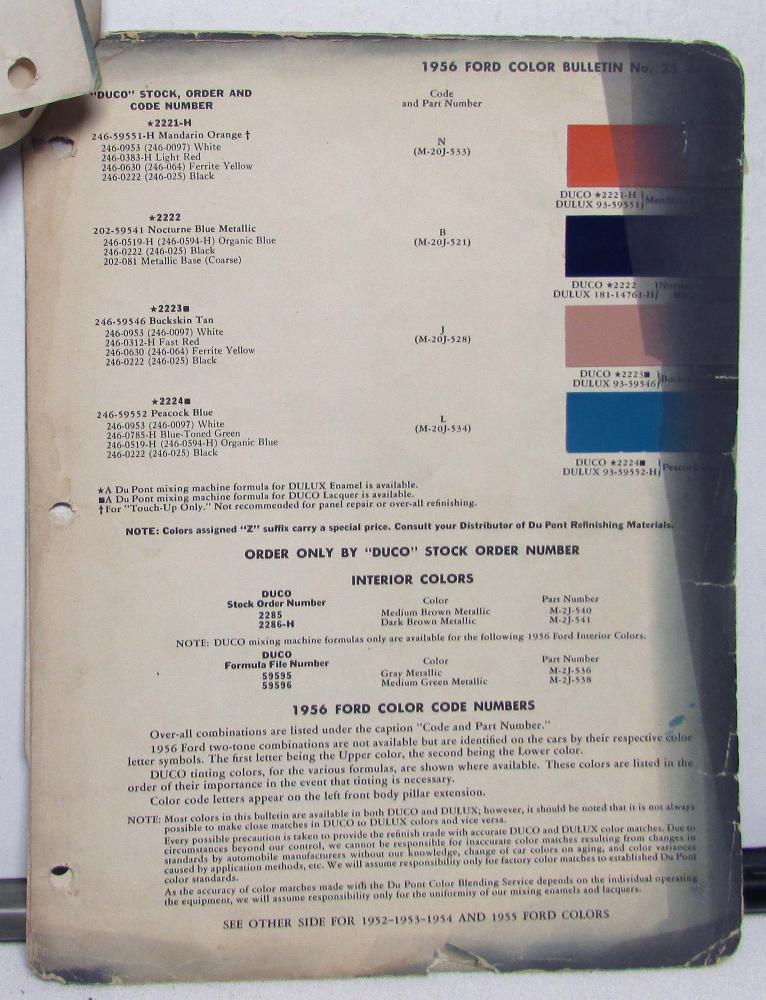 1956 FORD COLOR BULLETIN No.
"DUCO" STOCK, ORDER AND
CODE NUMBER
Code
and Part Number
★2221-H
246-59551-H Mandarin Orange †
246-0953 (246-0097) White
246-0383-H Light Red
246-0630 (246-064) Ferrite Yellow
246-0222 (246-025) Black
N
(M-20J-533)
DUCO ★2221-H
DULUX 93-59551
★2222
202-59541 Nocturne Blue Metallic
246-0519-H (246-0594-H) Organic Blue
246-0222 (246-025) Black
202-081 Metallic Base (Coarse)
B
(M-20J-521)
DUCO ★2222
DULUX 181-14761-H
★2223■
246-59546 Buckskin Tan
246-0953 (246-0097) White
246-0312-H Fast Red
246-0630 (246-064) Ferrite Yellow
246-0222 (246-025) Black
J
(M-20J-528)
DUCO ★2223■
DULUX 93-59546
★2224■
246-59552 Peacock Blue
246-0953 (246-0097) White
246-0785-H Blue-Toned Green
246-0519-H (246-0594-H) Organic Blue
246-0222 (246-025) Black
L
(M-20J-534)
DUCO ★2224■
DULUX 93-59552-H
★A Du Pont mixing machine formula for DULUX Enamel is available.
■A Du Pont mixing machine formula for DUCO Lacquer is available.
†For "Touch-Up Only." Not recommended for panel repair or over-all refinishing.
NOTE: Colors assigned "Z" suffix carry a special price. Consult your Distributor of Du Pont Refinishing Materials.
ORDER ONLY BY "DUCO" STOCK ORDER NUMBER
INTERIOR COLORS
DUCO
Stock Order Number Color Part Number
2285 Medium Brown Metallic M-2J-540
2286-H Dark Brown Metallic M-2J-541
NOTE: DUCO mixing machine formulas only are available for the following 1956 Ford Interior Colors.
DUCO
Formula File Number Color Part Number
59595 Gray Metallic M-2J-536
59596 Medium Green Metallic M-2J-538
1956 FORD COLOR CODE NUMBERS
Over-all combinations are listed under the caption "Code and Part Number."
1956 Ford two-tone combinations are not available but are identified on the cars by their respective color
letter symbols. The first letter being the Upper color, the second being the Lower color.
DUCO tinting colors, for the various formulas, are shown where available. These colors are listed in the
order of their importance in the event that tinting is necessary.
Color code letters appear on the left front body pillar extension.
NOTE: Most colors in this bulletin are available in both DUCO and DULUX; however, it should be noted that it is not always
possible to make close matches in DUCO to DULUX colors and vice versa.
Every possible precaution is taken to provide the refinish trade with accurate DUCO and DULUX color matches. Due to
circumstances beyond our control, we cannot be responsible for inaccurate color matches resulting from changes in
standards by automobile manufacturers without our knowledge, change of car colors on aging, and color variances
caused by application methods, etc. We will assume responsibility only for factory color matches to established Du Pont
color standards.
As the accuracy of color matches made with the Du Pont Color Blending Service depends on the individual operating
the equipment, we will assume responsibility only for the uniformity of our mixing enamels and lacquers.
SEE OTHER SIDE FOR 1952-1953-1954 AND 1955 FORD COLORS